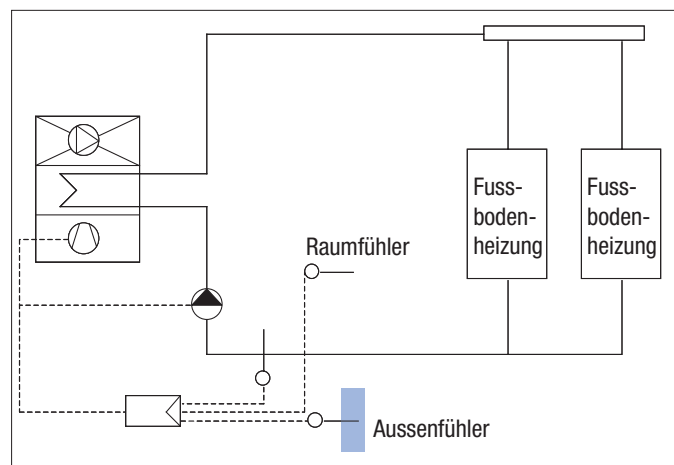 Fuss-
boden-
heizung
Fuss-
boden-
heizung
Raumfühler
Aussenfühler